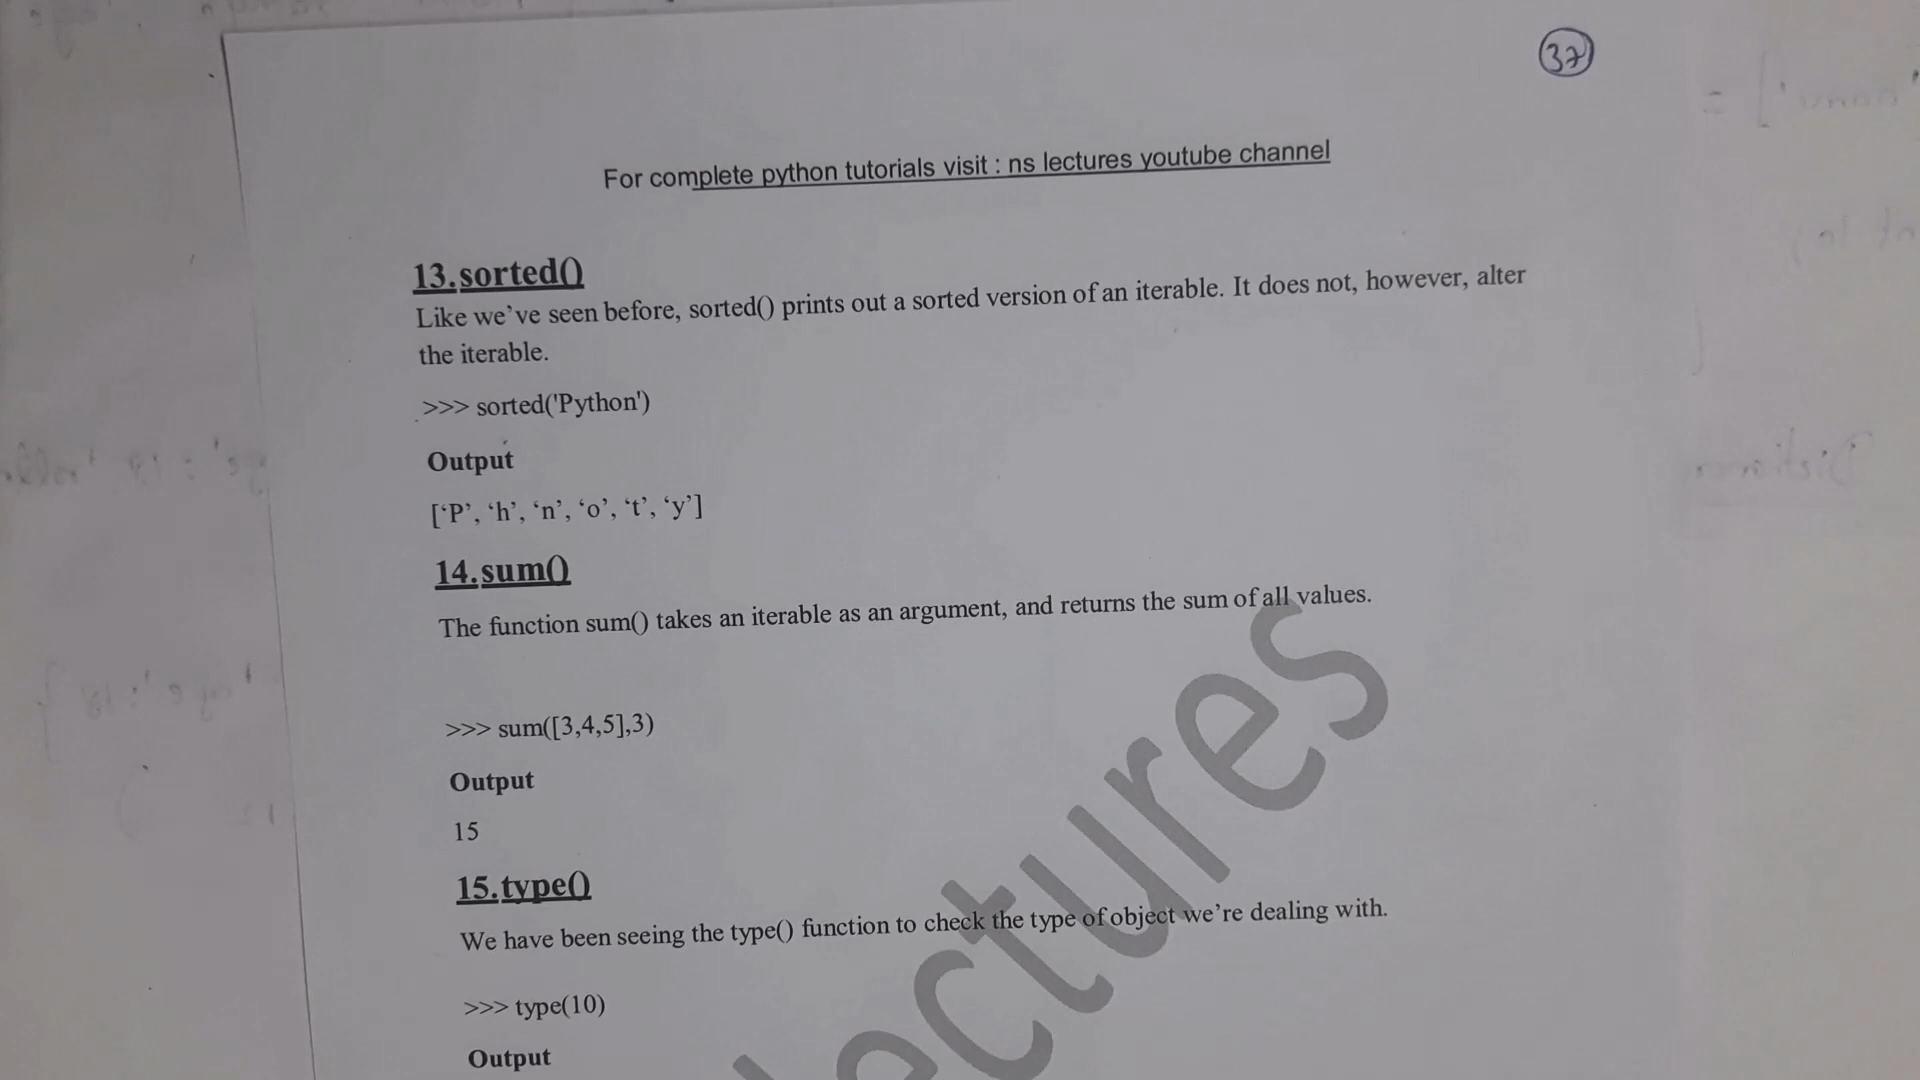 37
For complete python tutorials visit : ns lectures youtube channel
13.sorted()
Like we’ve seen before, sorted() prints out a sorted version of an iterable. It does not, however, alter
the iterable.
>>> sorted('Python')
Output
[‘P’, ‘h’, ‘n’, ‘o’, ‘t’, ‘y’]
14.sum()
The function sum() takes an iterable as an argument, and returns the sum of all values.
>>> sum([3,4,5],3)
Output
15
15.type()
We have been seeing the type() function to check the type of object we’re dealing with.
>>> type(10)
Output
lectures